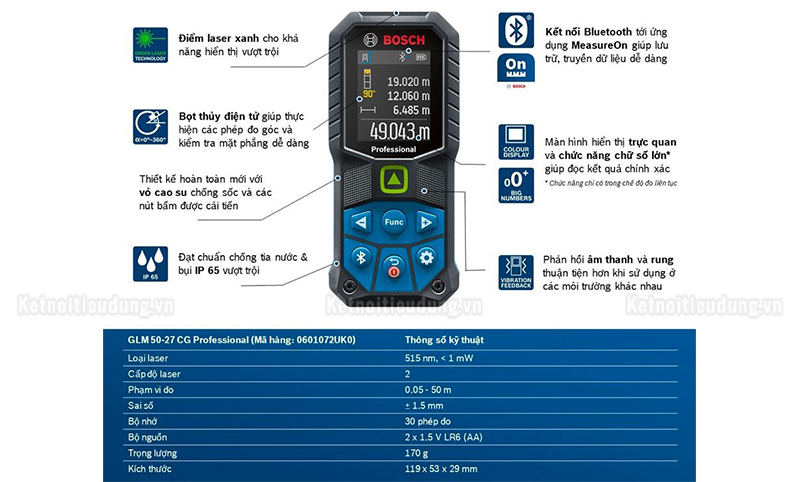 GREEN LASER
TECHNOLOGY
Điểm laser xanh cho khả
năng hiển thị vượt trội
α=0°-360°
Bọt thủy điện tử giúp thực
hiện các phép đo góc và
kiểm tra mặt phẳng dễ dàng
Thiết kế hoàn toàn mới với
vỏ cao su chống sốc và các
nút bấm được cải tiến
IP 65
Đạt chuẩn chống tia nước &
bụi IP 65 vượt trội
BOSCH
90°
19.020 m
12.060 m
6.485 m
49.043 m
Professional
Func
Kết nối Bluetooth tới ứng
dụng MeasureOn giúp lưu
trữ, truyền dữ liệu dễ dàng
On
BOSCH
COLOUR
DISPLAY
Màn hình hiển thị trực quan
và chức năng chữ số lớn*
giúp đọc kết quả chính xác
* Chức năng chỉ có trong chế độ đo liên tục
00+
BIG
NUMBERS
VIBRATION
FEEDBACK
Phản hồi âm thanh và rung
thuận tiện hơn khi sử dụng ở
các môi trường khác nhau
Ketnoitieudung.vn
Ketnoitieudung.vn
Ketnoitieudung.vn
GLM 50-27 CG Professional (Mã hàng: 0601072UK0) Thông số kỹ thuật
Loại laser 515 nm, < 1 mW
Cấp độ laser 2
Phạm vi đo 0.05 - 50 m
Sai số ± 1.5 mm
Bộ nhớ 30 phép đo
Bộ nguồn 2 x 1.5 V LR6 (AA)
Trọng lượng 170 g
Kích thước 119 x 53 x 29 mm